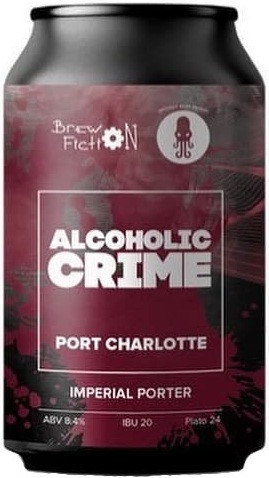 Brew
FictiON
ALCOHOLIC
CRIME
PORT CHARLOTTE
IMPERIAL PORTER
ABV 8.4% IBU 20 Plato 24